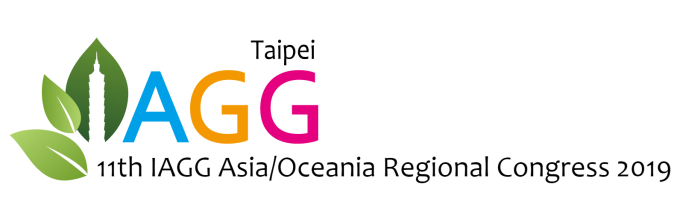 Taipei
IAGG
11th IAGG Asia/Oceania Regional Congress 2019